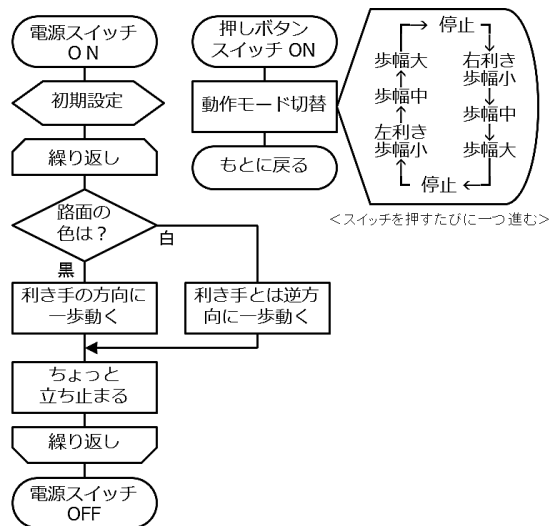 電源スイッチ
ON
初期設定
繰り返し
路面の
色は？
白
黒
利き手の方向に
一歩動く
利き手とは逆方
向に一歩動く
ちょっと
立ち止まる
繰り返し
電源スイッチ
OFF
押しボタン
スイッチ ON
動作モード切替
もとに戻る
停止
右利き
歩幅小
歩幅中
歩幅大
停止
左利き
歩幅小
歩幅中
歩幅大
＜スイッチを押すたびに一つ進む＞